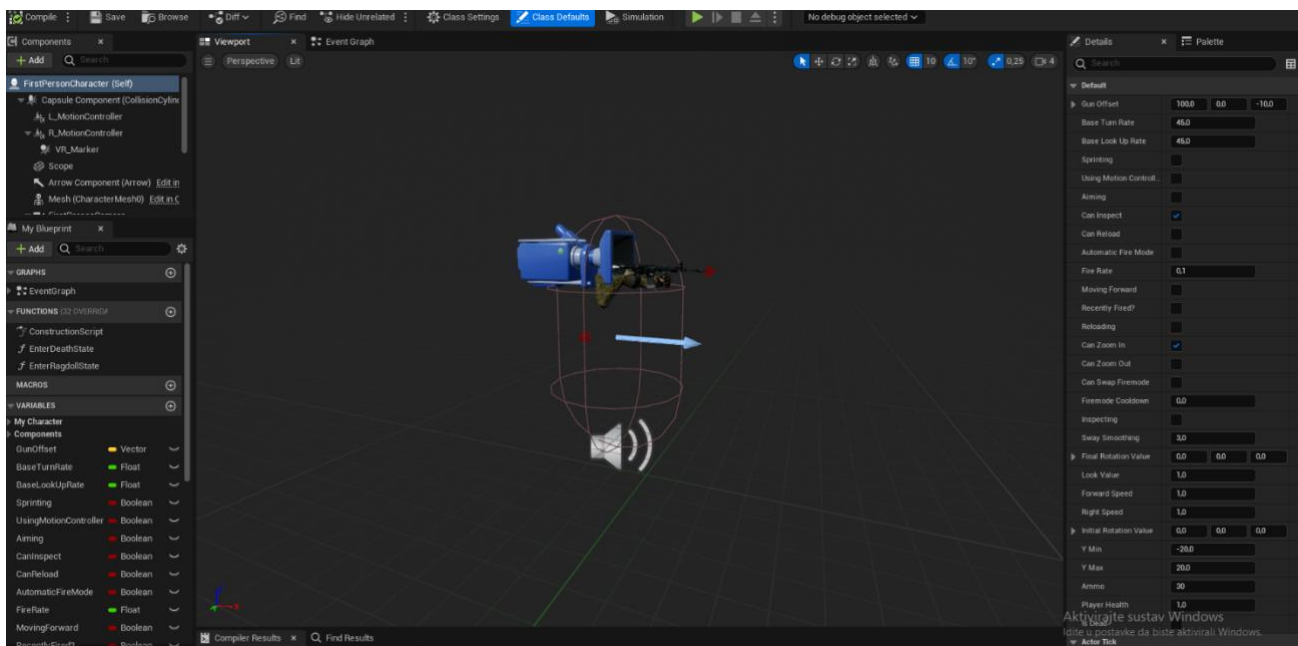 Compile Save Browse Diff Find Hide Unrelated Class Settings Class Defaults Simulation No debug object selected
Components
Viewport Event Graph
Details Palette
+ Add Search
Perspective Lit
10 10° 0,25 4
Search
FirstPersonCharacter (Self)
Capsule Component (CollisionCylin
L_MotionController
R_MotionController
VR_Marker
Scope
Arrow Component (Arrow) Edit in
Mesh (CharacterMesh0) Edit in C
My Blueprint
+ Add Search
GRAPHS
EventGraph
FUNCTIONS (32 OVERRIDA
ConstructionScript
EnterDeathState
EnterRagdollState
MACROS
VARIABLES
My Character
Components
GunOffset Vector
BaseTurnRate Float
BaseLookUpRate Float
Sprinting Boolean
UsingMotionController Boolean
Aiming Boolean
CanInspect Boolean
CanReload Boolean
AutomaticFireMode Boolean
FireRate Float
MovingForward Boolean
RecentlyFired? Boolean
Compiler Results Find Results
Default
Gun Offset 100,0 0,0 -10,0
Base Turn Rate 45,0
Base Look Up Rate 45,0
Sprinting
Using Motion Controll...
Aiming
Can Inspect
Can Reload
Automatic Fire Mode
Fire Rate 0,1
Moving Forward
Recently Fired?
Reloading
Can Zoom In
Can Zoom Out
Can Swap Firemode
Firemode Cooldown 0,0
Inspecting
Sway Smoothing 3,0
Final Rotation Value 0,0 0,0 0,0
Look Value 1,0
Forward Speed 1,0
Right Speed 1,0
Initial Rotation Value 0,0 0,0 0,0
Y Min -20,0
Y Max 20,0
Ammo 30
Player Health 1,0
Aktivirajte sustav Windows
Is Dead
Idite u postavke da biste aktivirali Windows.
Actor Tick